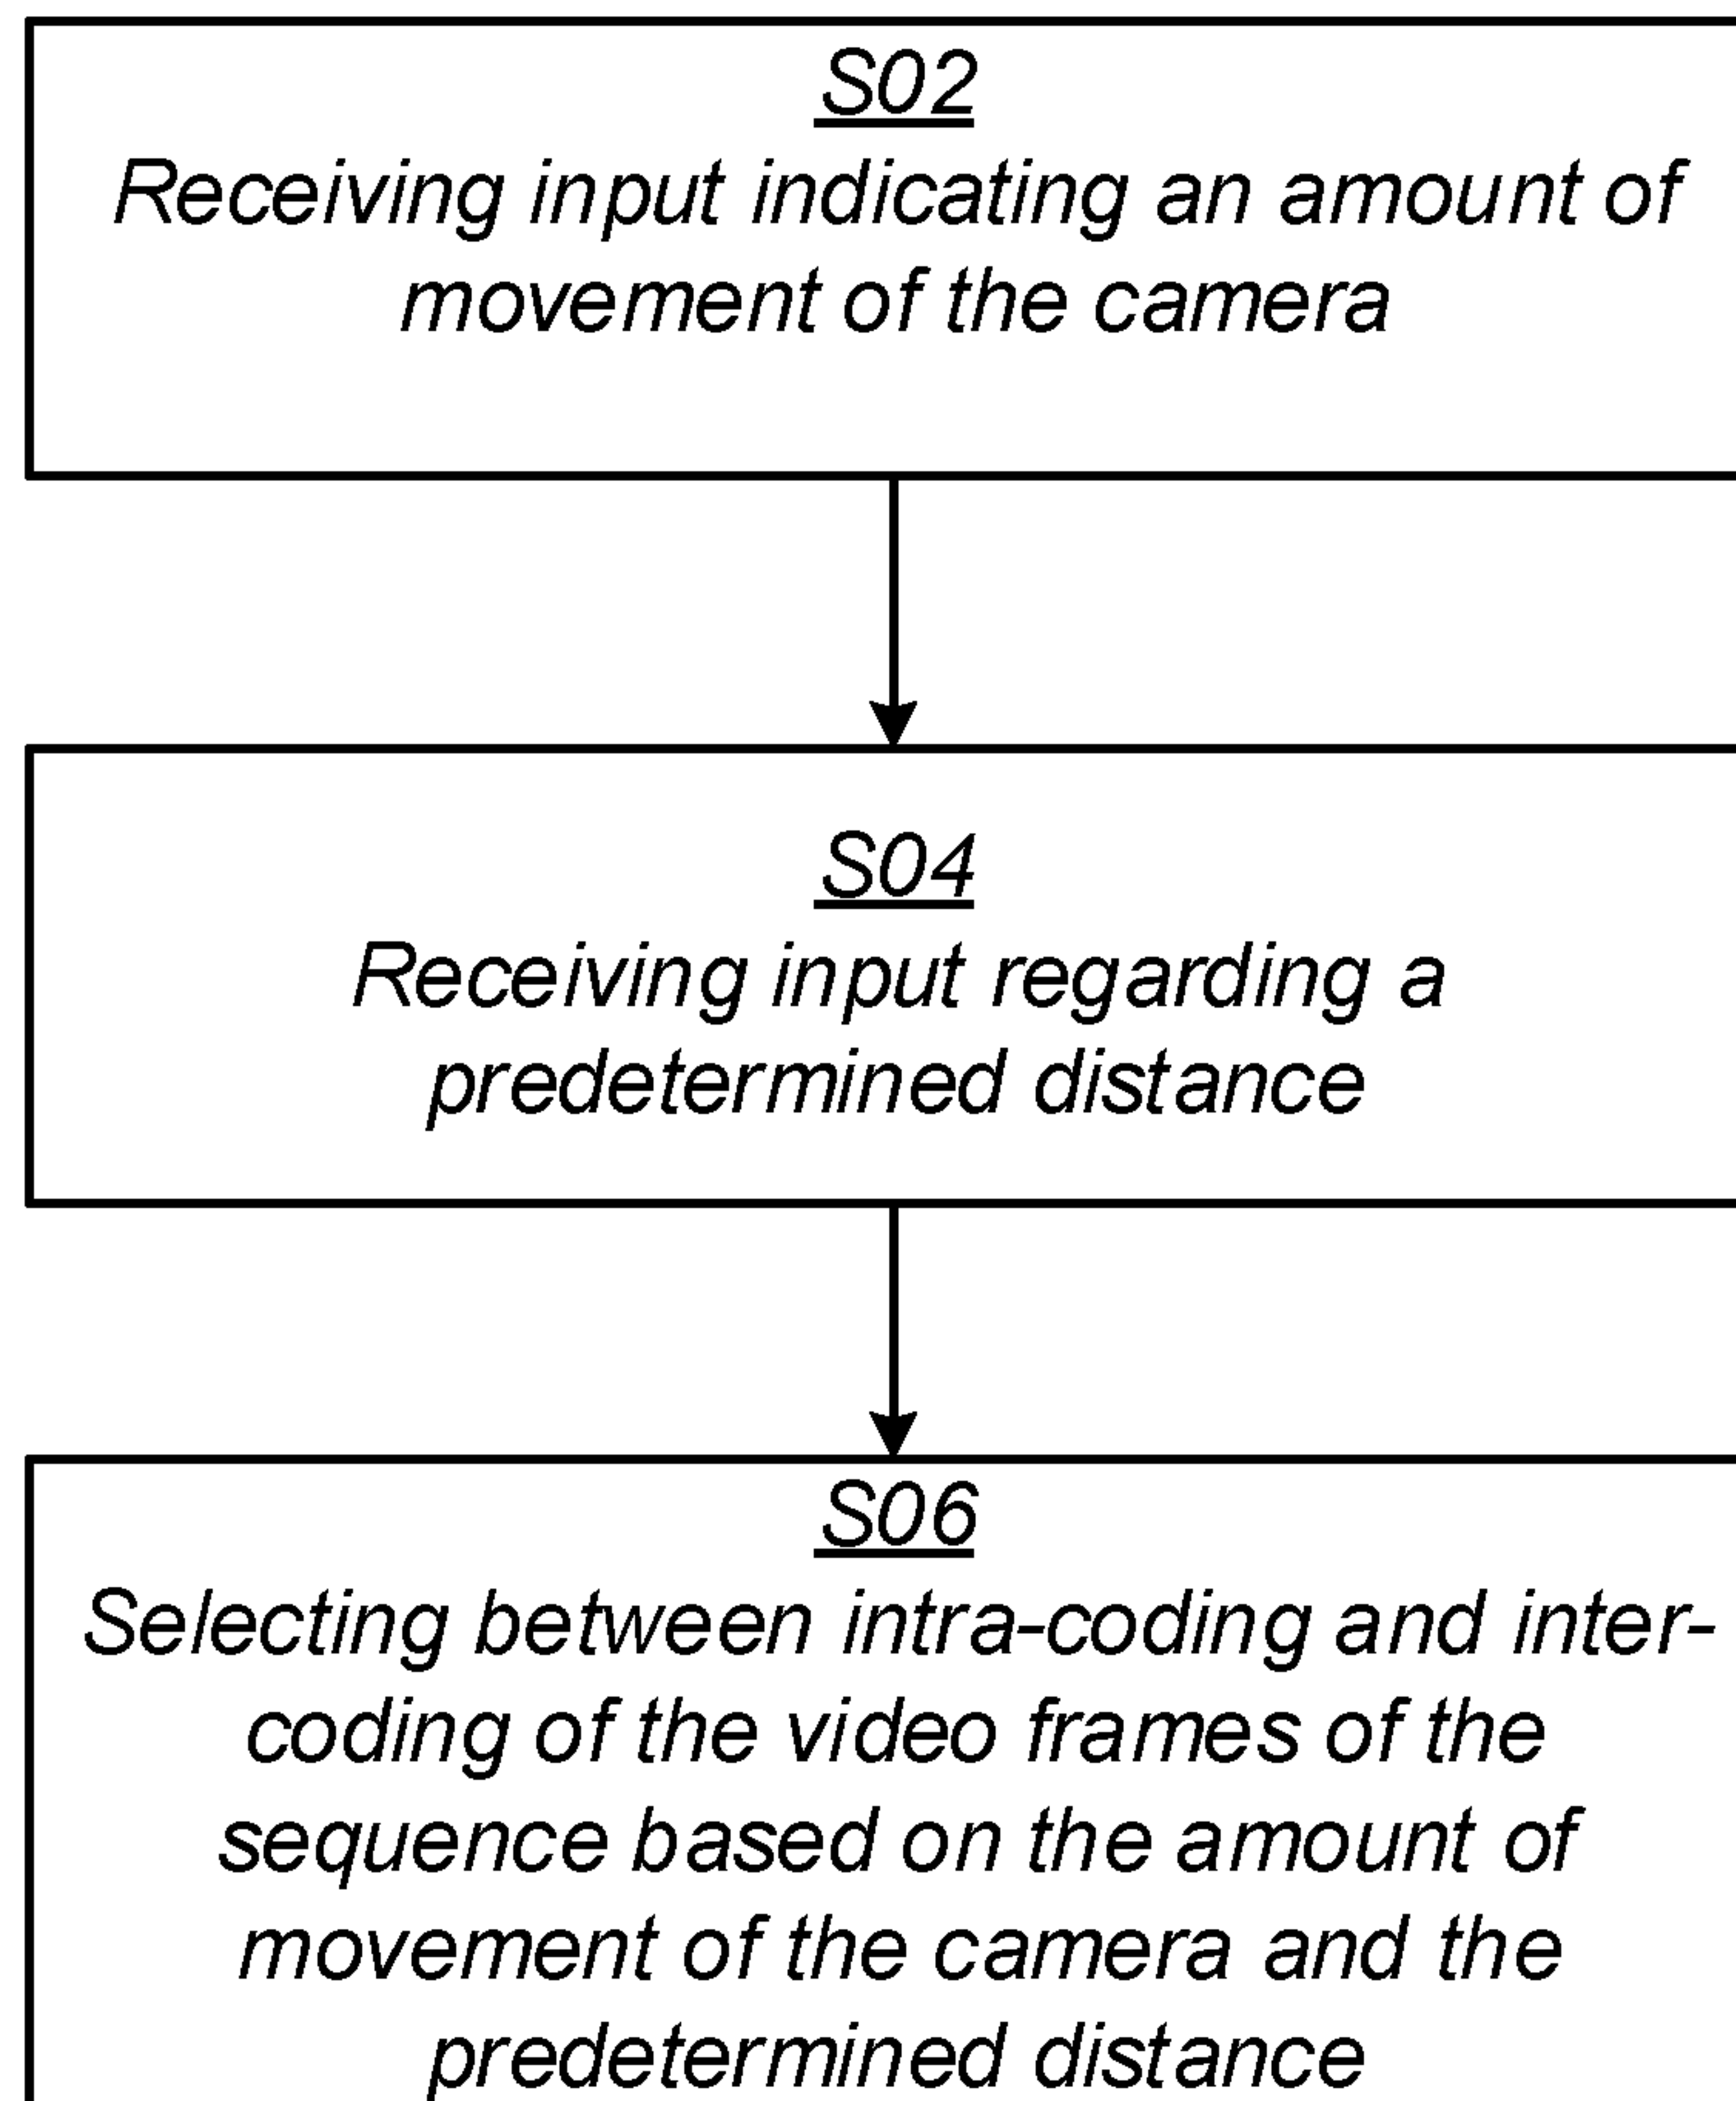 S02
Receiving input indicating an amount of
movement of the camera
S04
Receiving input regarding a
predetermined distance
S06
Selecting between intra-coding and inter-
coding of the video frames of the
sequence based on the amount of
movement of the camera and the
predetermined distance